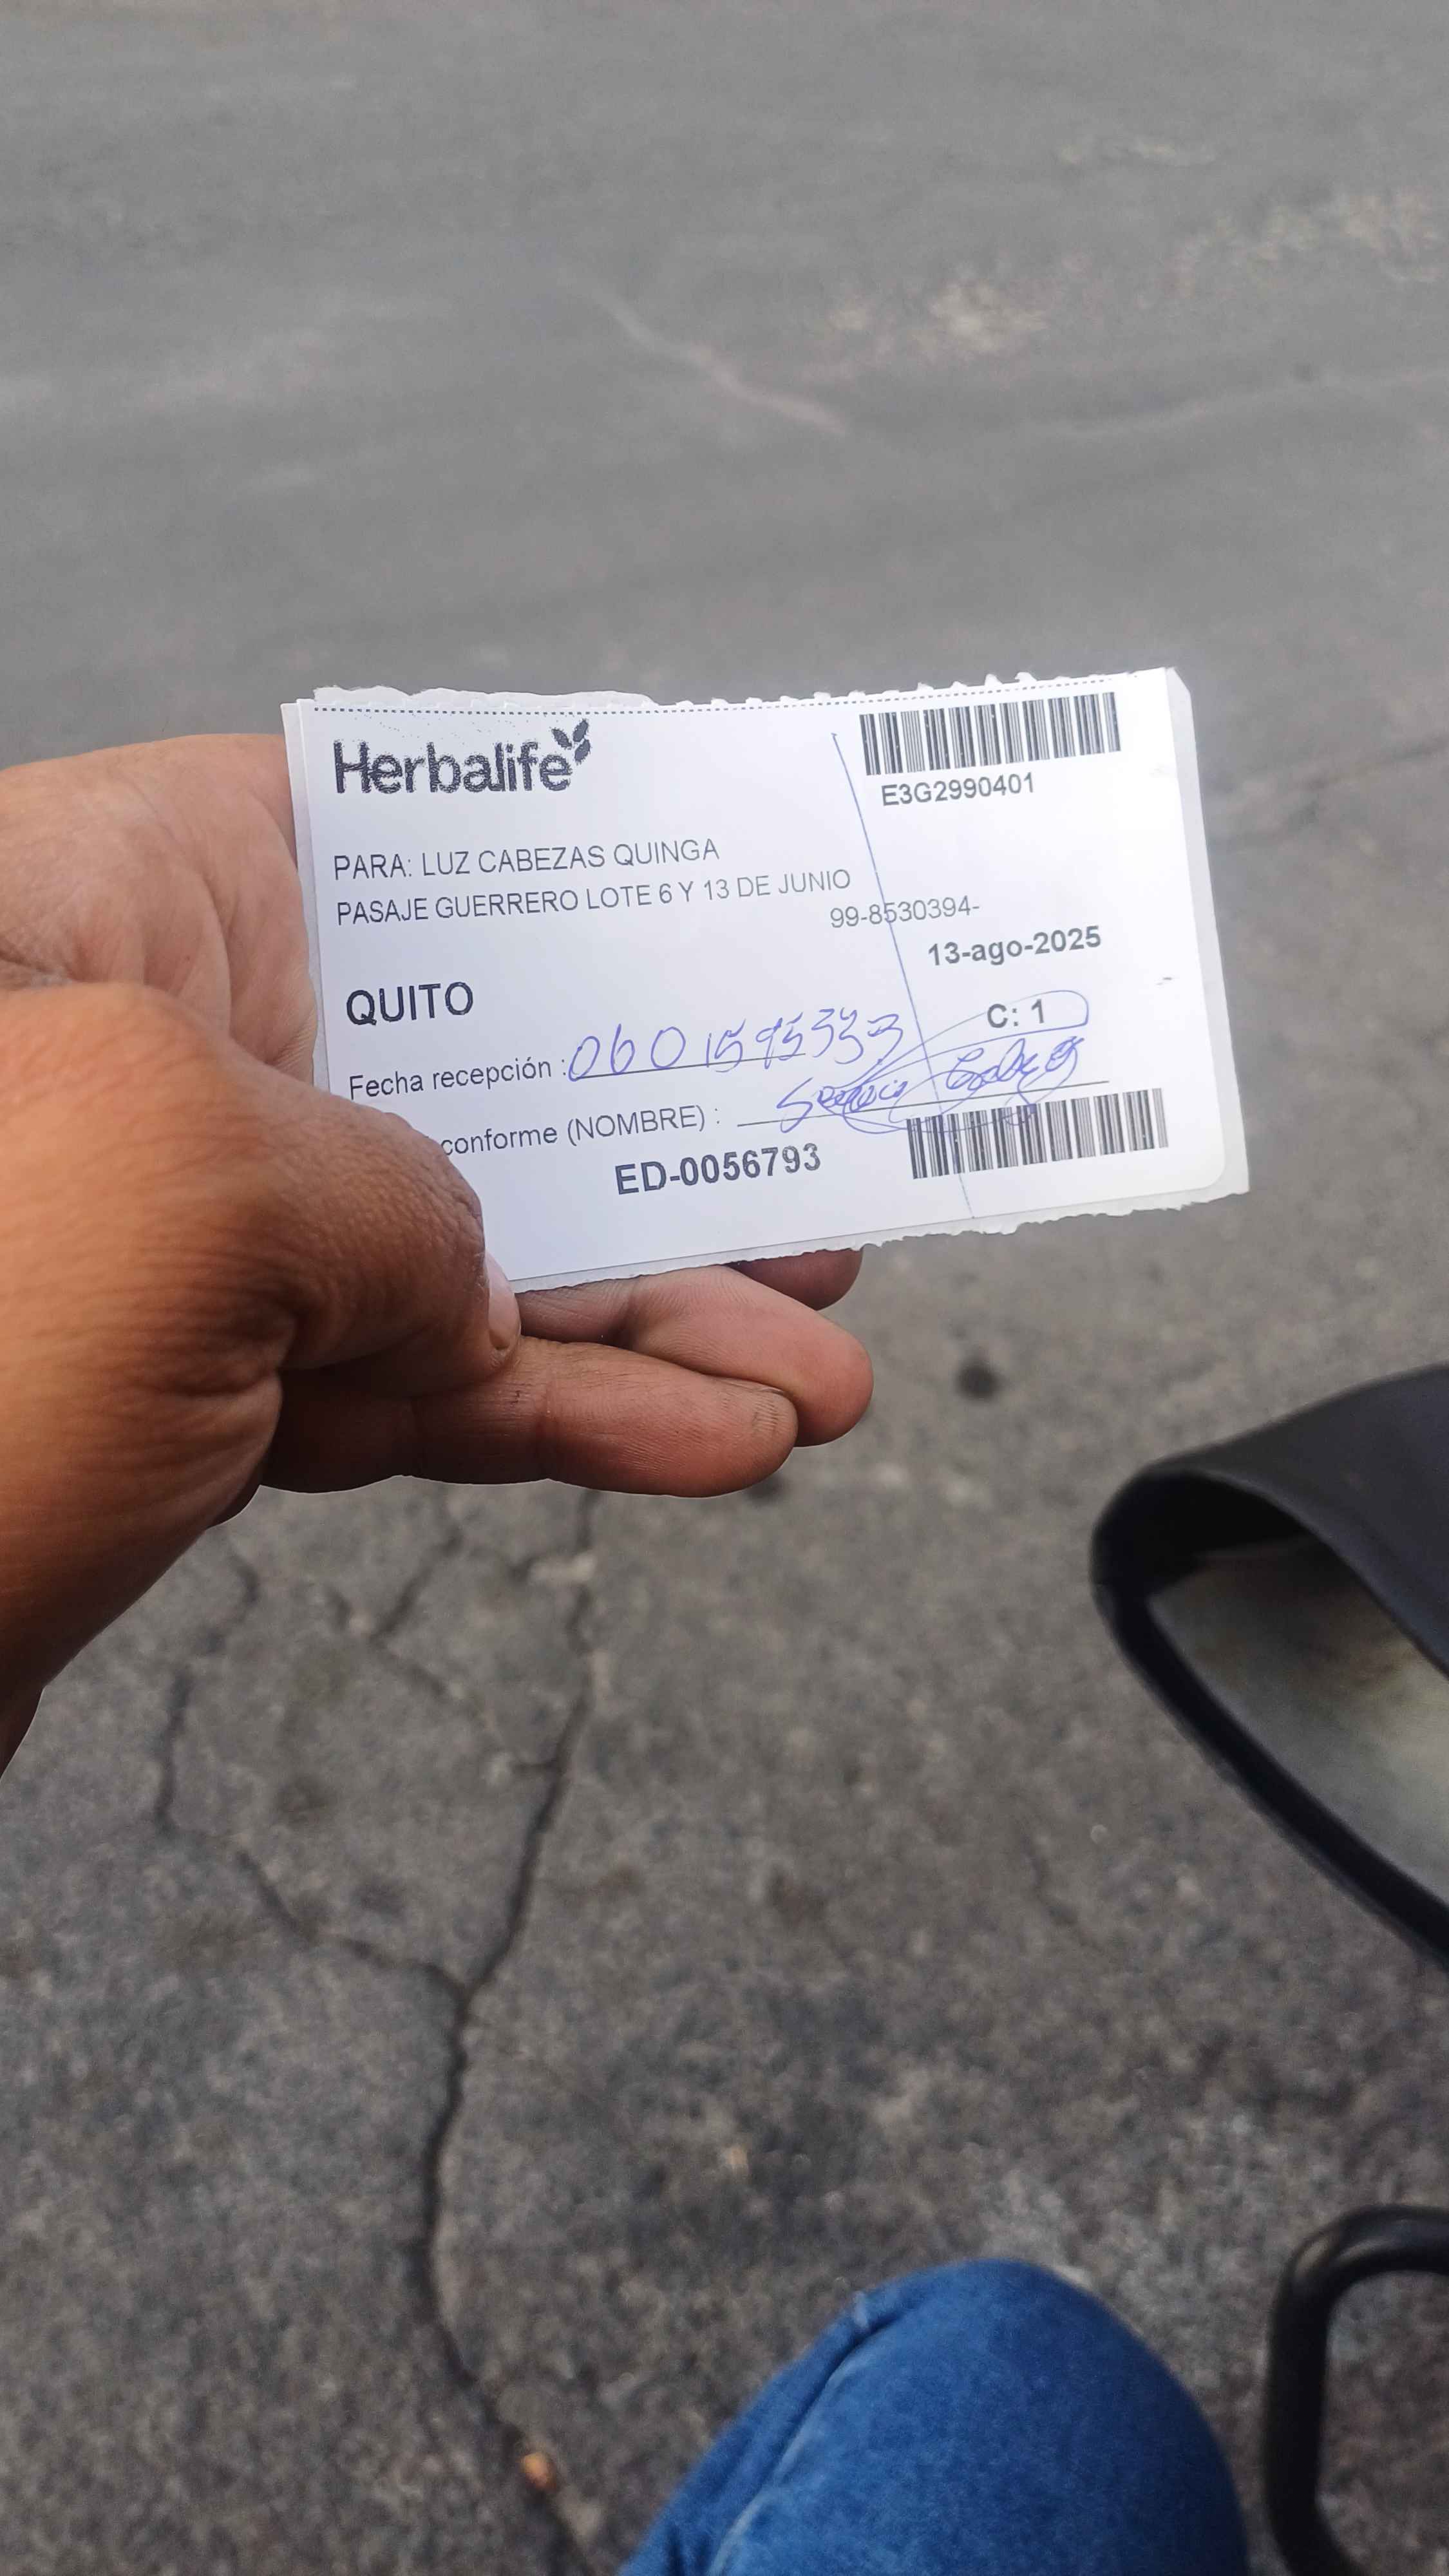 Herbalife
E3G2990401
PARA: LUZ CABEZAS QUINGA
PASAJE GUERRERO LOTE 6 Y 13 DE JUNIO
99-8530394-
13-ago-2025
QUITO
C: 1
Fecha recepción :
conforme (NOMBRE) :
ED-0056793